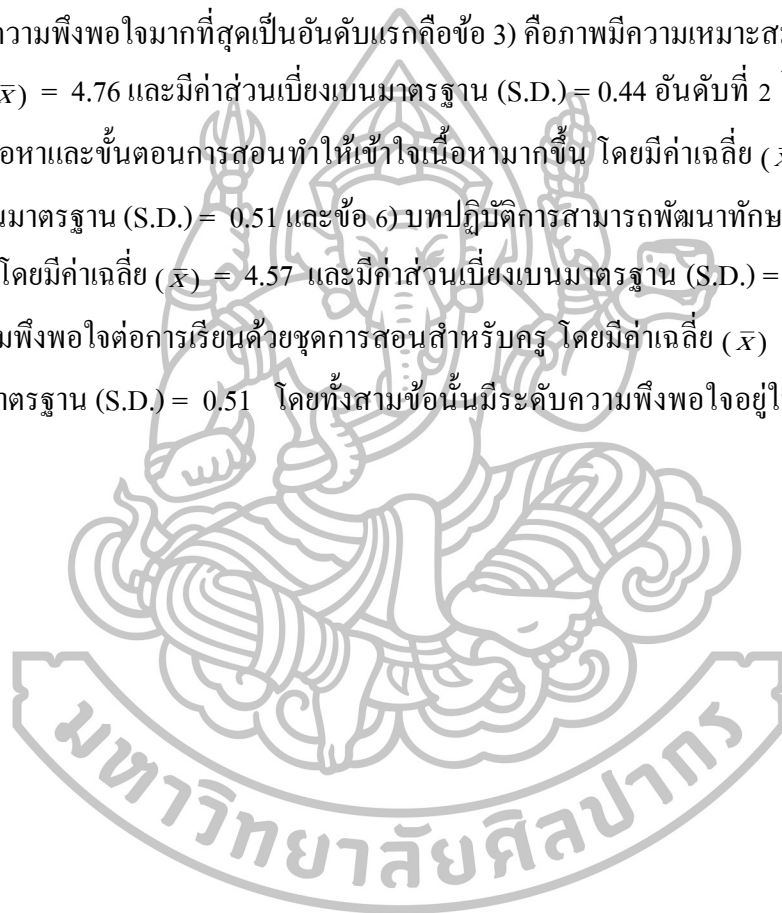 ความพึงพอใจมากที่สุดเป็นอันดับแรกคือข้อ 3) คือภาพมีความเหมาะสม
x̄) = 4.76 และมีค่าส่วนเบี่ยงเบนมาตรฐาน (S.D.) = 0.44 อันดับที่ 2
อหาและขั้นตอนการสอนทำให้เข้าใจเนื้อหามากขึ้น โดยมีค่าเฉลี่ย (x̄
นมาตรฐาน (S.D.) = 0.51 และข้อ 6) บทปฏิบัติการสามารถพัฒนาทักษ
โดยมีค่าเฉลี่ย (x̄) = 4.57 และมีค่าส่วนเบี่ยงเบนมาตรฐาน (S.D.) =
มพึงพอใจต่อการเรียนด้วยชุดการสอนสำหรับครู โดยมีค่าเฉลี่ย (x̄)
าตรฐาน (S.D.) = 0.51 โดยทั้งสามข้อนั้นมีระดับความพึงพอใจอยู่ใ
มหาวิทยาลัยศิลปากร